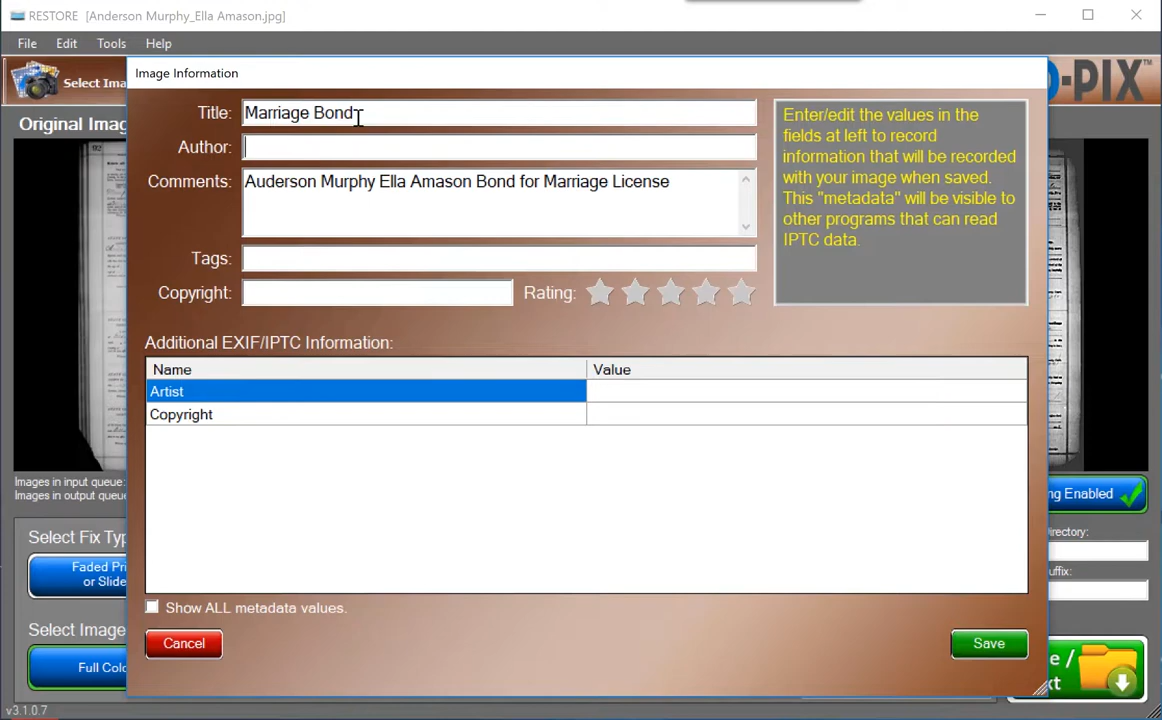 RESTORE [Anderson Murphy_Ella Amason.jpg]
File Edit Tools Help
Select Ima
D-PIX™
Original Imag
Image Information
Title: Marriage Bond
Author:
Comments: Auderson Murphy Ella Amason Bond for Marriage License
Tags:
Copyright: Rating:
Enter/edit the values in the
fields at left to record
information that will be recorded
with your image when saved.
This "metadata" will be visible to
other programs that can read
IPTC data.
Additional EXIF/IPTC Information:
Name Value
Artist
Copyright
Show ALL metadata values.
Cancel Save
Images in input queue:
Images in output queu
Select Fix Typ
Faded Pri
or Slide
Select Image
Full Colo
ng Enabled
irectory:
uffix:
e /
xt
v3.1.0.7